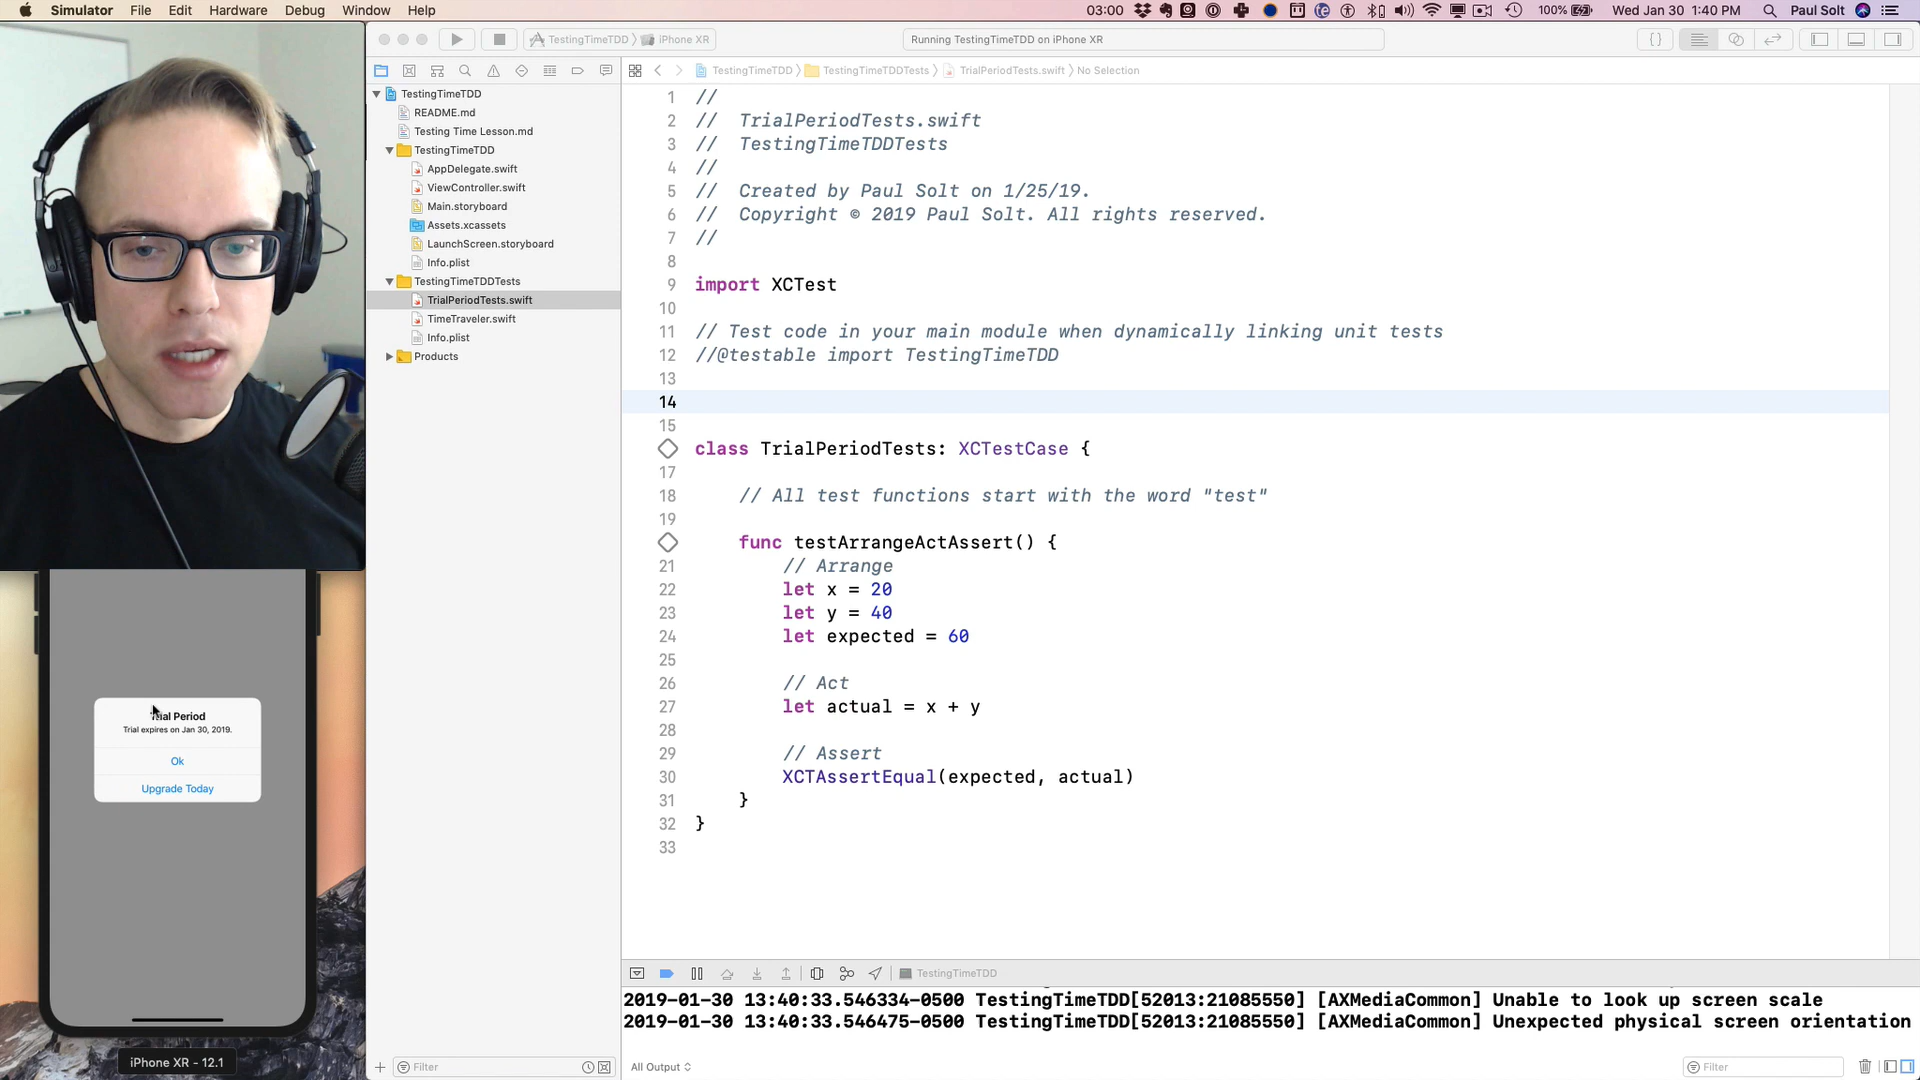 Simulator File Edit Hardware Debug Window Help
03:00 100% Wed Jan 30 1:40 PM Paul Solt
TestingTimeTDD iPhone XR
Running TestingTimeTDD on iPhone XR
TestingTimeTDD TestingTimeTDDTests TrialPeriodTests.swift No Selection
TestingTimeTDD
README.md
Testing Time Lesson.md
TestingTimeTDD
AppDelegate.swift
ViewController.swift
Main.storyboard
Assets.xcassets
LaunchScreen.storyboard
Info.plist
TestingTimeTDDTests
TrialPeriodTests.swift
TimeTraveler.swift
Info.plist
Products
Filter
1 //
2 // TrialPeriodTests.swift
3 // TestingTimeTDDTests
4 //
5 // Created by Paul Solt on 1/25/19.
6 // Copyright © 2019 Paul Solt. All rights reserved.
7 //
8
9 import XCTest
10
11 // Test code in your main module when dynamically linking unit tests
12 //@testable import TestingTimeTDD
13
14
15
class TrialPeriodTests: XCTestCase {
17
18 // All test functions start with the word "test"
19
func testArrangeActAssert() {
21 // Arrange
22 let x = 20
23 let y = 40
24 let expected = 60
25
26 // Act
27 let actual = x + y
28
29 // Assert
30 XCTAssertEqual(expected, actual)
31 }
32 }
33
TestingTimeTDD
2019-01-30 13:40:33.546334-0500 TestingTimeTDD[52013:21085550] [AXMediaCommon] Unable to look up screen scale
2019-01-30 13:40:33.546475-0500 TestingTimeTDD[52013:21085550] [AXMediaCommon] Unexpected physical screen orientation
All Output
Filter
Trial Period
Trial expires on Jan 30, 2019.
Ok
Upgrade Today
iPhone XR - 12.1